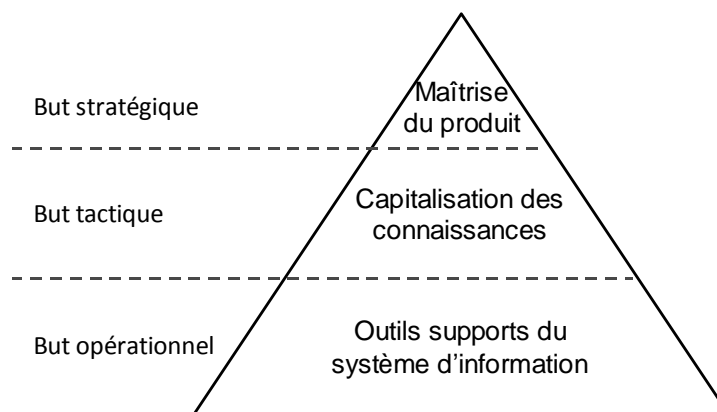 But stratégique
Maîtrise
du produit
But tactique
Capitalisation des
connaissances
But opérationnel
Outils supports du
système d’information